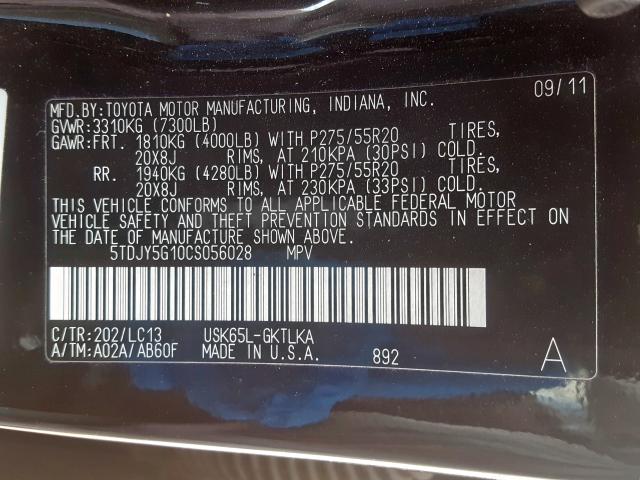 09/11
MFD.BY:TOYOTA MOTOR MANUFACTURING, INDIANA, INC.
GVWR:3310KG (7300LB)
GAWR:FRT. 1810KG (4000LB) WITH P275/55R20 TIRES,
20X8J RIMS, AT 210KPA (30PSI) COLD.
RR. 1940KG (4280LB) WITH P275/55R20 TIRES,
20X8J RIMS, AT 230KPA (33PSI) COLD.
THIS VEHICLE CONFORMS TO ALL APPLICABLE FEDERAL MOTOR
VEHICLE SAFETY AND THEFT PREVENTION STANDARDS IN EFFECT ON
THE DATE OF MANUFACTURE SHOWN ABOVE.
5TDJY5G10CS056028 MPV
C/TR:202/LC13 USK65L-GKTLKA
A/TM:A02A/AB60F MADE IN U.S.A. 892 A